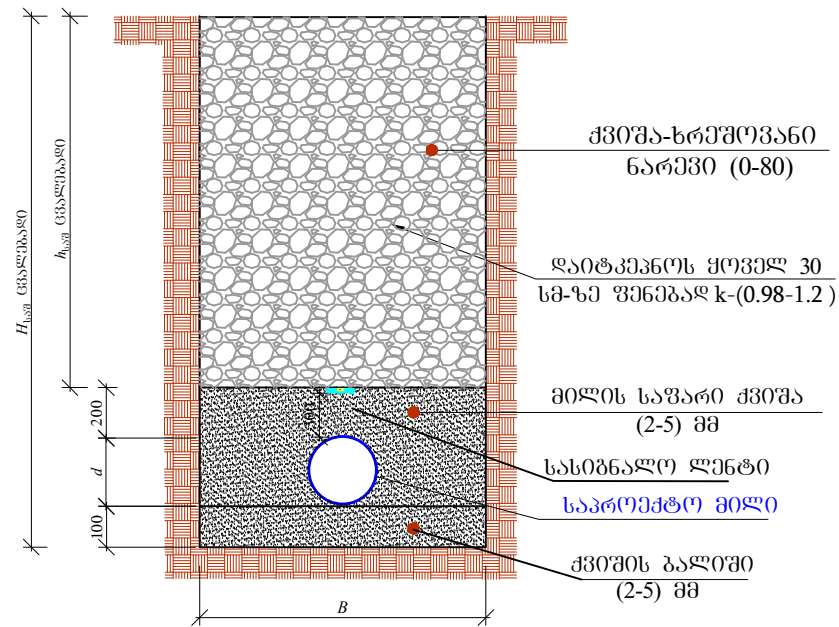 ქვიშა-ხრეშოვანი
ნარევი (0-80)
დაიტკეპნოს ყოველ 30
სმ-ზე ფენებად k-(0.98-1.2 )
მილის საფარი ქვიშა
(2-5) მმ
სასიგნალო ლენტი
საპროექტო მილი
ქვიშის ბალიში
(2-5) მმ
Hსაშ ცვალებადი
hსაშ ცვალებადი
200
d
100
B